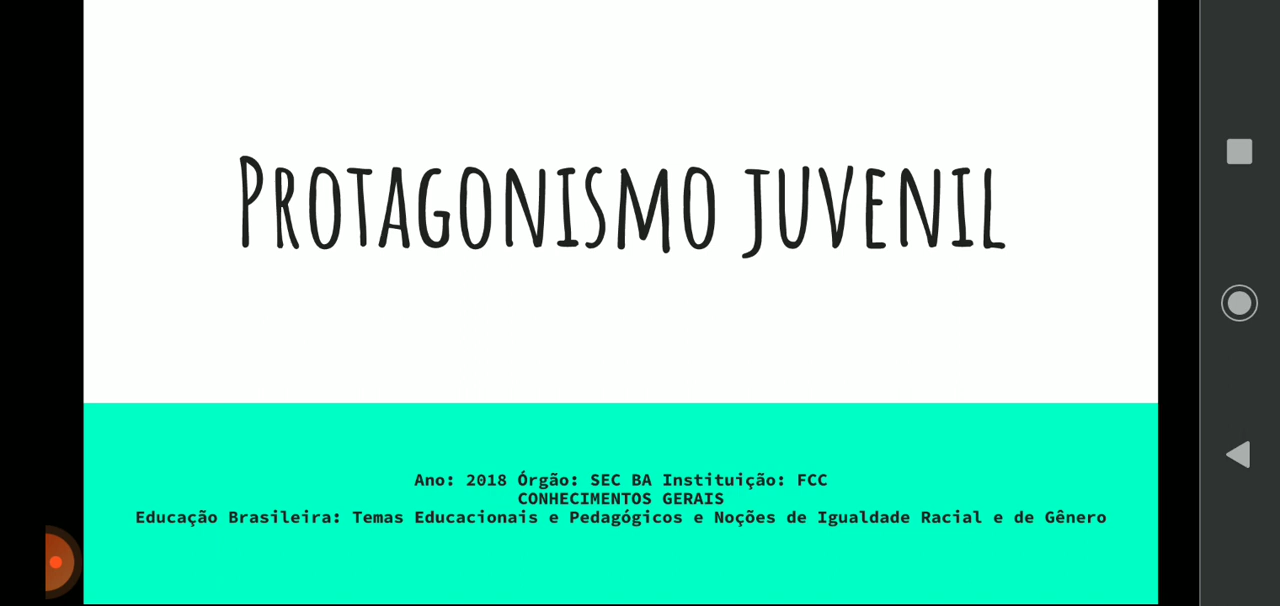 Protagonismo juvenil
Ano: 2018 Órgão: SEC BA Instituição: FCC
CONHECIMENTOS GERAIS
Educação Brasileira: Temas Educacionais e Pedagógicos e Noções de Igualdade Racial e de Gênero